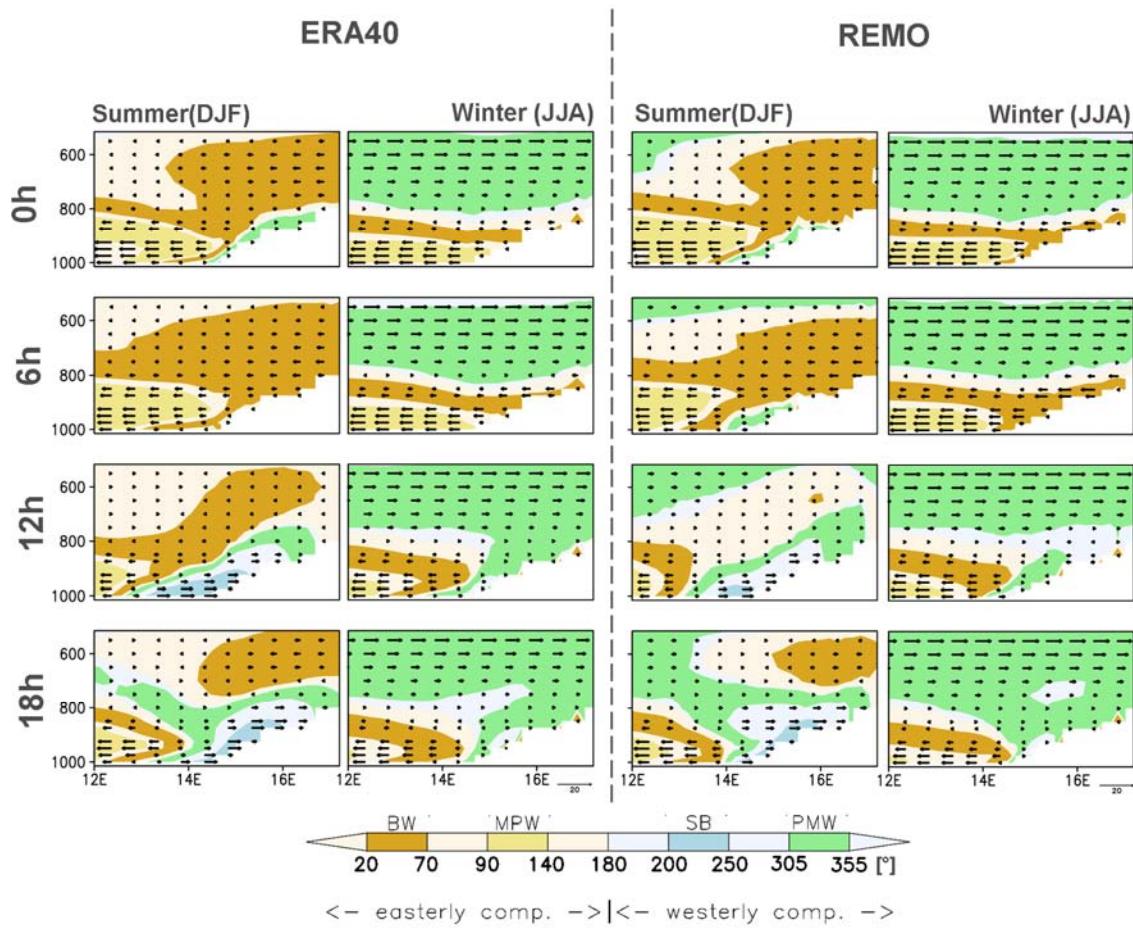 ERA40 REMO
Summer(DJF) Winter (JJA) Summer(DJF) Winter (JJA)
0h
600
800
1000
6h
600
800
1000
12h
600
800
1000
18h
600
800
1000
12E 14E 16E 14E 16E 12E 14E 16E 14E 16E
20 20
BW MPW SB PMW
20 70 90 140 180 200 250 305 355 [°]
<- easterly comp. ->|<- westerly comp. ->